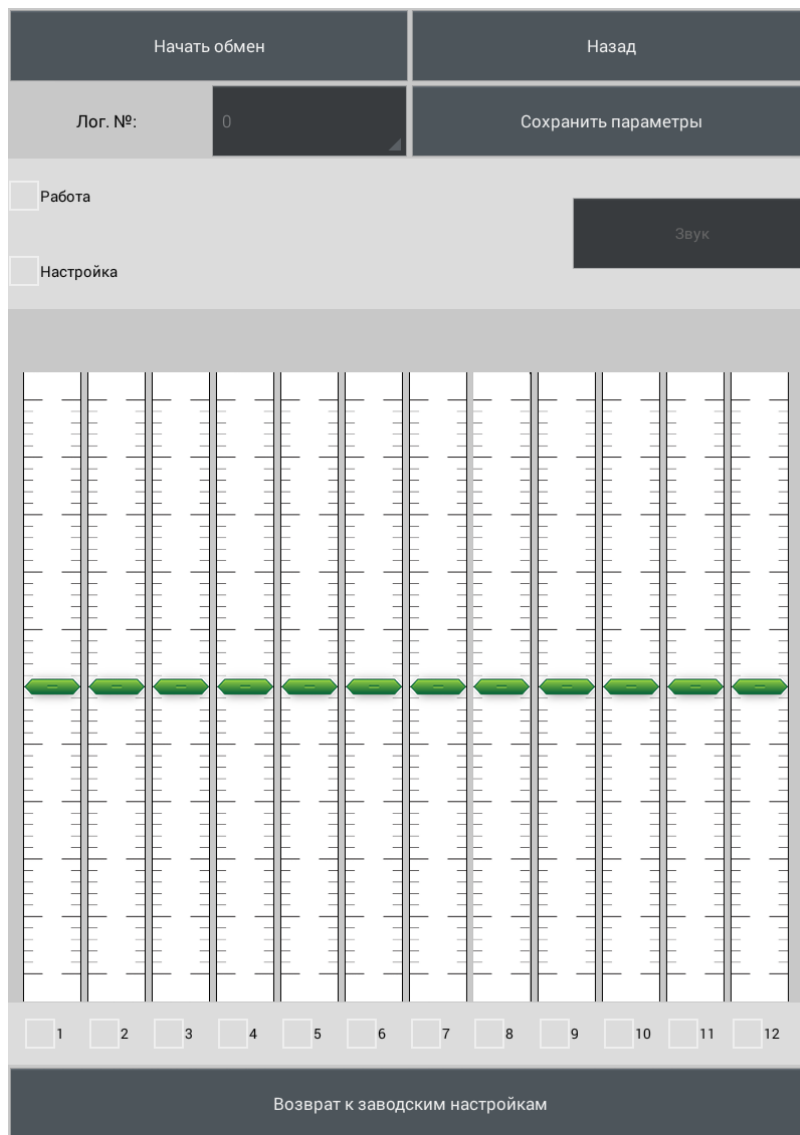 Начать обмен
Назад
Лог. №:
0
Сохранить параметры
Работа
Звук
Настройка
1 2 3 4 5 6 7 8 9 10 11 12
Возврат к заводским настройкам